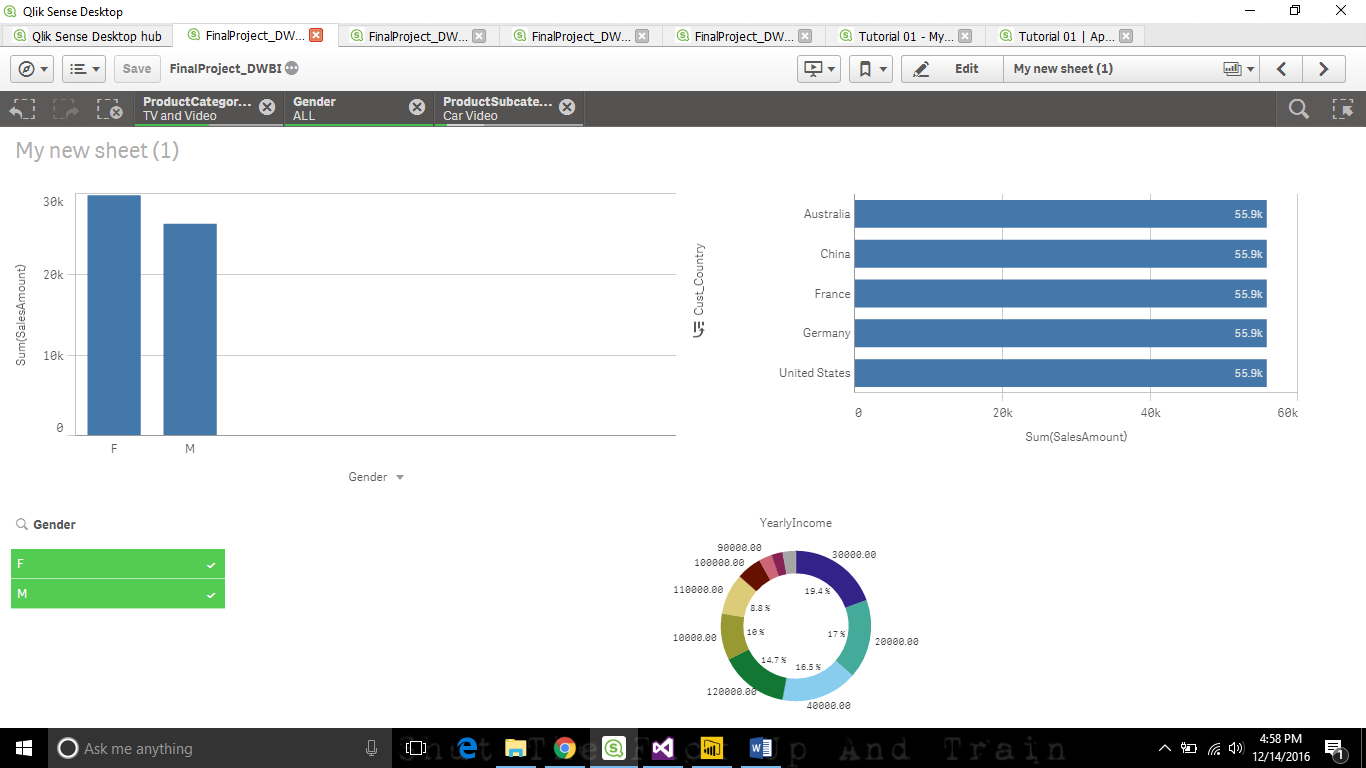 Qlik Sense Desktop
Qlik Sense Desktop hub
FinalProject_DW...
FinalProject_DW...
FinalProject_DW...
FinalProject_DW...
Tutorial 01 - My...
Tutorial 01 | Ap...
Save
FinalProject_DWBI
Edit
My new sheet (1)
ProductCategor...
TV and Video
Gender
ALL
ProductSubcate...
Car Video
My new sheet (1)
Sum(SalesAmount)
30k
20k
10k
0
F
M
Gender
Cust_Country
Australia
55.9k
China
55.9k
France
55.9k
Germany
55.9k
United States
55.9k
0
20k
40k
60k
Sum(SalesAmount)
Gender
F
M
YearlyIncome
90000.00
30000.00
100000.00
19.4 %
110000.00
8.8 %
10000.00
10 %
17 %
20000.00
14.7 %
16.5 %
120000.00
40000.00
Ask me anything
Up And Train
4:58 PM
12/14/2016
1